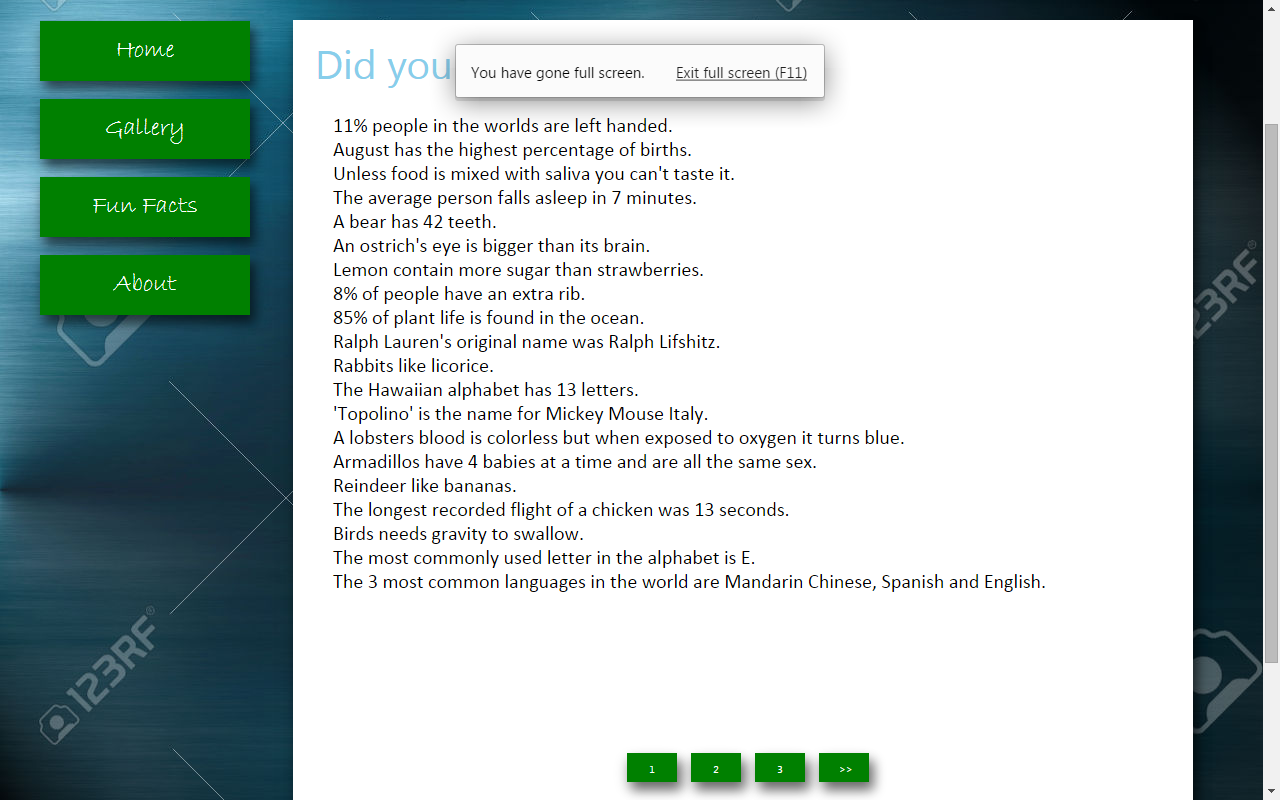 Home
Gallery
Fun Facts
About
Did you
You have gone full screen. Exit full screen (F11)
11% people in the worlds are left handed.
August has the highest percentage of births.
Unless food is mixed with saliva you can't taste it.
The average person falls asleep in 7 minutes.
A bear has 42 teeth.
An ostrich's eye is bigger than its brain.
Lemon contain more sugar than strawberries.
8% of people have an extra rib.
85% of plant life is found in the ocean.
Ralph Lauren's original name was Ralph Lifshitz.
Rabbits like licorice.
The Hawaiian alphabet has 13 letters.
'Topolino' is the name for Mickey Mouse Italy.
A lobsters blood is colorless but when exposed to oxygen it turns blue.
Armadillos have 4 babies at a time and are all the same sex.
Reindeer like bananas.
The longest recorded flight of a chicken was 13 seconds.
Birds needs gravity to swallow.
The most commonly used letter in the alphabet is E.
The 3 most common languages in the world are Mandarin Chinese, Spanish and English.
1 2 3 >>
123RF®
123RF®